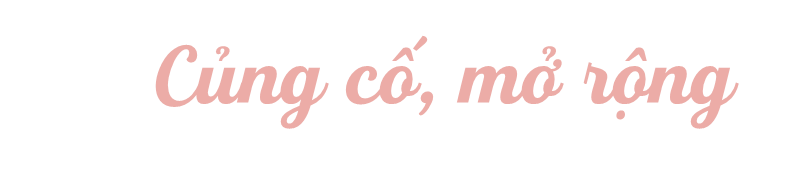 Củng cố, mở rộng